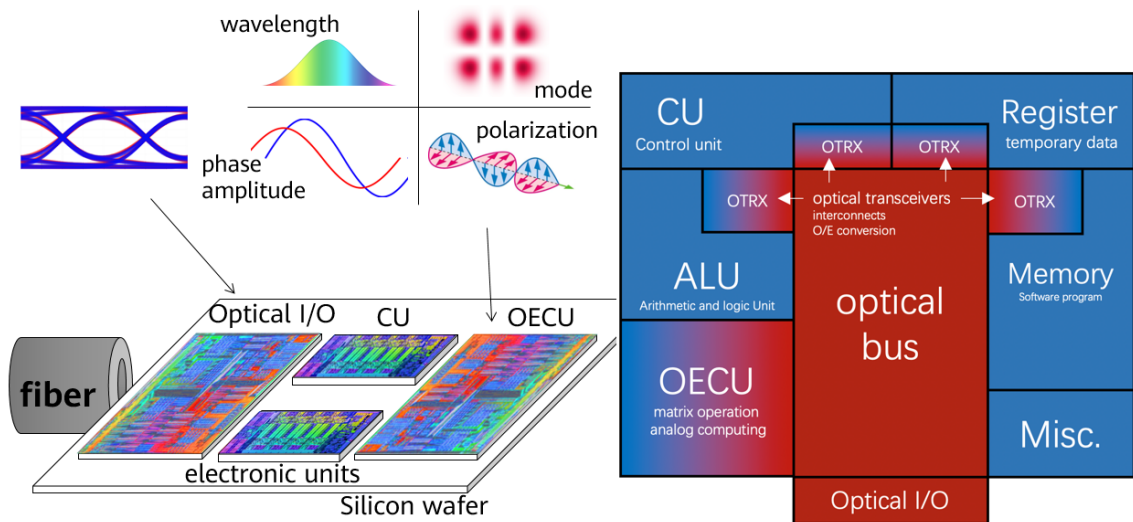 wavelength
mode
phase
amplitude
polarization
Optical I/O
CU
OECU
fiber
electronic units
Silicon wafer
CU
Control unit
Register
temporary data
OTRX
OTRX
OTRX
optical transceivers
interconnects
O/E conversion
OTRX
ALU
Arithmetic and logic Unit
Memory
Software program
optical
bus
OECU
matrix operation
analog computing
Misc.
Optical I/O